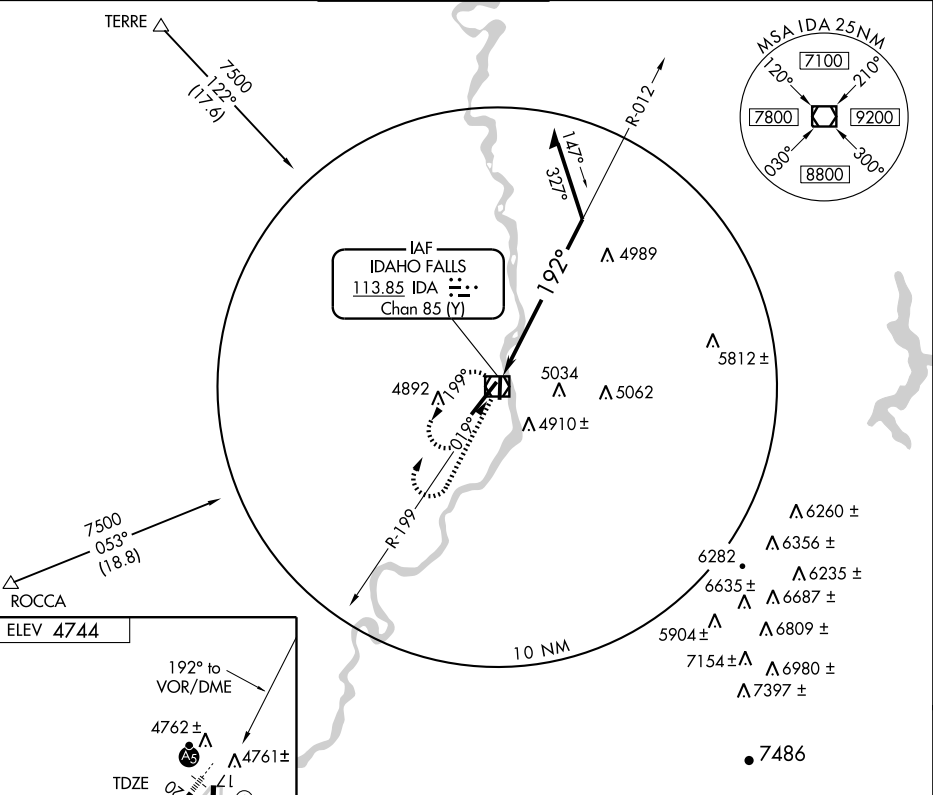 TERRE
7500
122°
(17.6)
R-012
MSA IDA 25NM
120°
7100
210°
7800
9200
030°
300°
8800
147°
327°
IAF
IDAHO FALLS
113.85 IDA
Chan 85 (Y)
192°
4989
5812 ±
4892
199°
5034
5062
4910 ±
019°
7500
053°
(18.8)
R-199
ROCCA
6260 ±
6356 ±
6282
6235 ±
6635 ±
6687 ±
5904 ±
6809 ±
7154 ±
6980 ±
7397 ±
10 NM
7486
ELEV 4744
192° to
VOR/DME
4762 ±
A5
4761 ±
TDZE
20